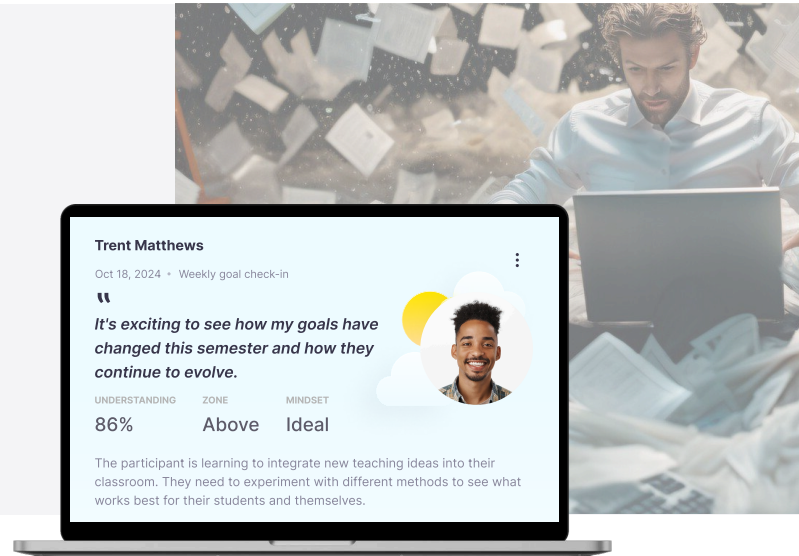 Trent Matthews
Oct 18, 2024 • Weekly goal check-in
"
It's exciting to see how my goals have
changed this semester and how they
continue to evolve.
UNDERSTANDING ZONE MINDSET
86% Above Ideal
The participant is learning to integrate new teaching ideas into their
classroom. They need to experiment with different methods to see what
works best for their students and themselves.